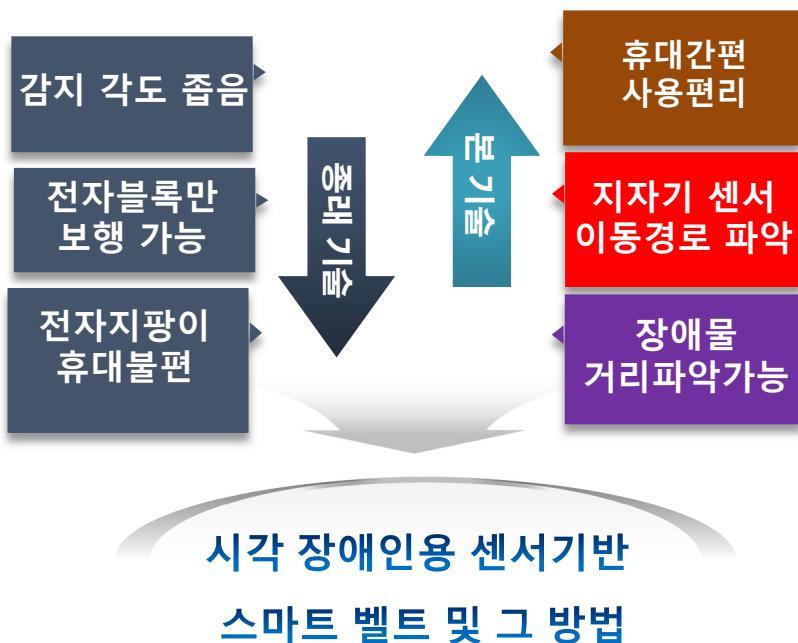 감지 각도 좁음
전자블록만
보행 가능
전자지팡이
휴대불편
종래 기술
본 기술
휴대간편
사용편리
지자기 센서
이동경로 파악
장애물
거리파악가능
시각 장애인용 센서기반
스마트 벨트 및 그 방법